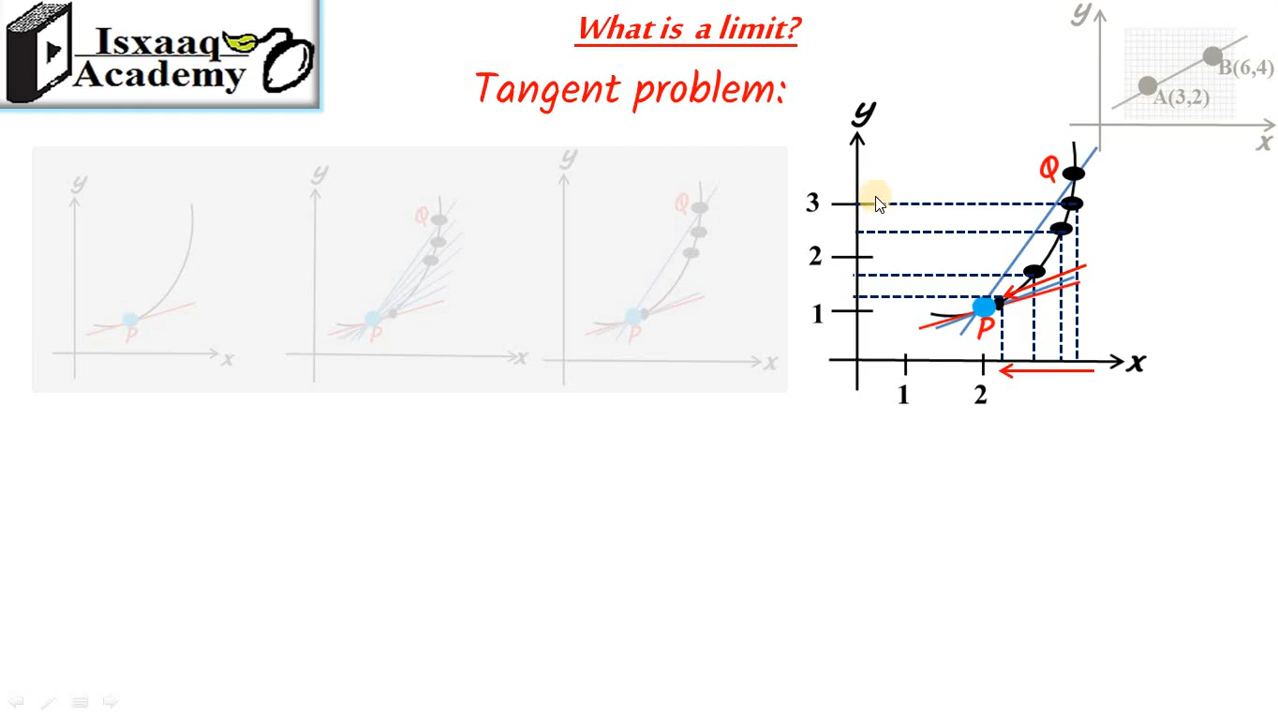 Isxaaq
Academy
What is a limit?
Tangent problem:
y
B(6,4)
A(3,2)
x
y
Q
3
2
1
P
1
2
x
y
P
x
y
Q
P
x
y
Q
P
x